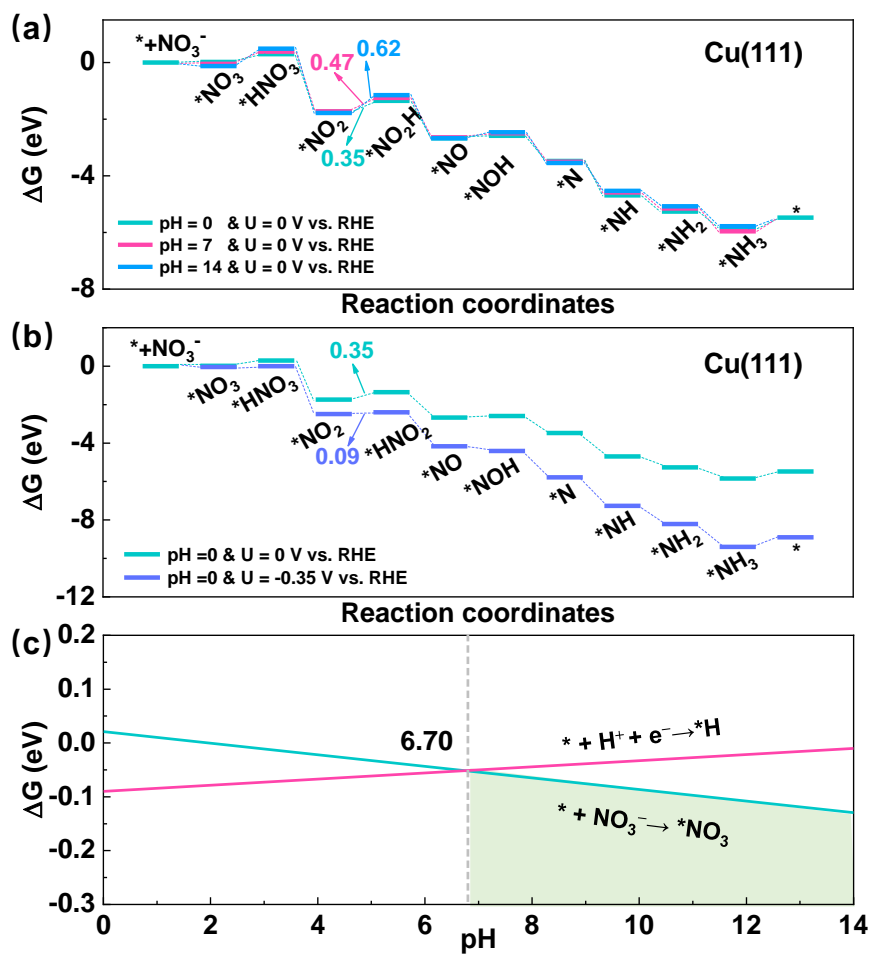 (a)
*+NO₃⁻
*NO₃
*HNO₃
*NO₂
0.47
0.62
0.35
*NO₂H
*NO
*NOH
*N
*NH
*NH₂
*NH₃
*
Cu(111)
0
-4
-8
ΔG (eV)
pH = 0 & U = 0 V vs. RHE
pH = 7 & U = 0 V vs. RHE
pH = 14 & U = 0 V vs. RHE
Reaction coordinates
(b)
*+NO₃⁻
*NO₃
*HNO₃
*NO₂
0.35
0.09
*HNO₂
*NO
*NOH
*N
*NH
*NH₂
*NH₃
*
Cu(111)
0
-4
-8
-12
ΔG (eV)
pH =0 & U = 0 V vs. RHE
pH =0 & U = -0.35 V vs. RHE
Reaction coordinates
(c)
0.2
0.1
0.0
-0.1
-0.2
-0.3
ΔG (eV)
6.70
* + H⁺ + e⁻→*H
* + NO₃⁻→ *NO₃
0 2 4 6 8 10 12 14
pH